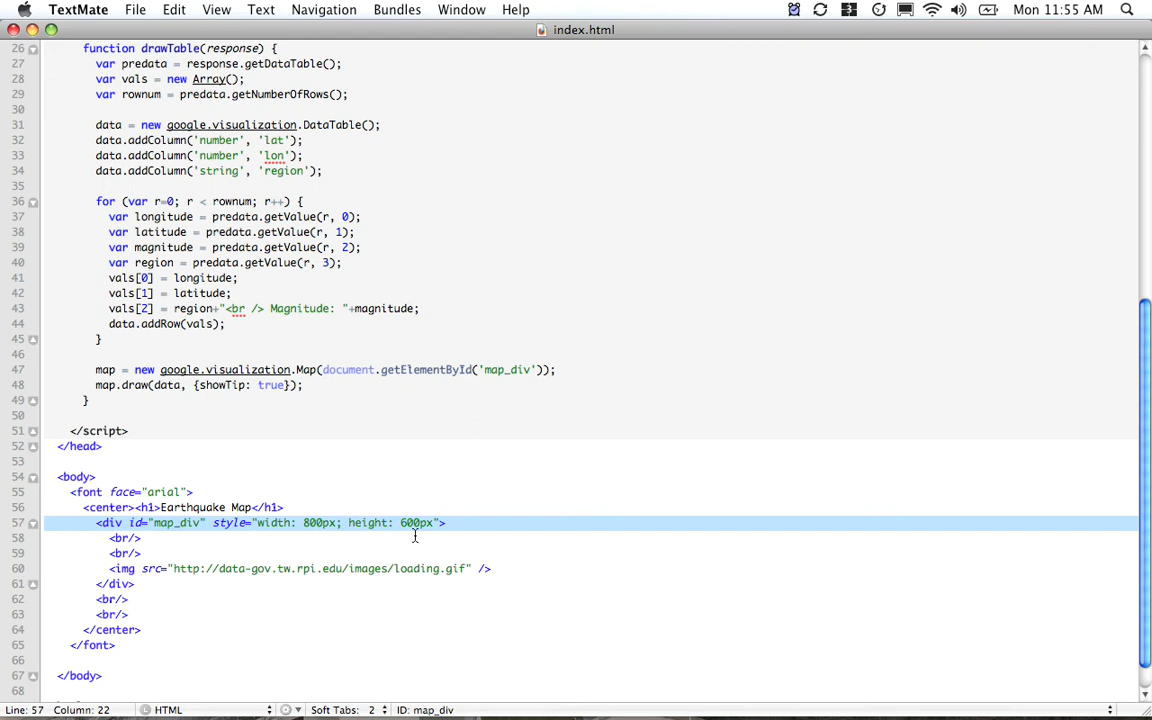 TextMate File Edit View Text Navigation Bundles Window Help Mon 11:55 AM
index.html
26 function drawTable(response) {
27 var predata = response.getDataTable();
28 var vals = new Array();
29 var rownum = predata.getNumberOfRows();
30
31 data = new google.visualization.DataTable();
32 data.addColumn('number', 'lat');
33 data.addColumn('number', 'lon');
34 data.addColumn('string', 'region');
35
36 for (var r=0; r < rownum; r++) {
37 var longitude = predata.getValue(r, 0);
38 var latitude = predata.getValue(r, 1);
39 var magnitude = predata.getValue(r, 2);
40 var region = predata.getValue(r, 3);
41 vals[0] = longitude;
42 vals[1] = latitude;
43 vals[2] = region+"<br /> Magnitude: "+magnitude;
44 data.addRow(vals);
45 }
46
47 map = new google.visualization.Map(document.getElementById('map_div'));
48 map.draw(data, {showTip: true});
49 }
50
51 </script>
52 </head>
53
54 <body>
55 <font face="arial">
56 <center><h1>Earthquake Map</h1>
57 <div id="map_div" style="width: 800px; height: 600px">
58 <br/>
59 <br/>
60 <img src="http://data-gov.tw.rpi.edu/images/loading.gif" />
61 </div>
62 <br/>
63 <br/>
64 </center>
65 </font>
66
67 </body>
68
Line: 57 Column: 22 HTML Soft Tabs: 2 ID: map_div